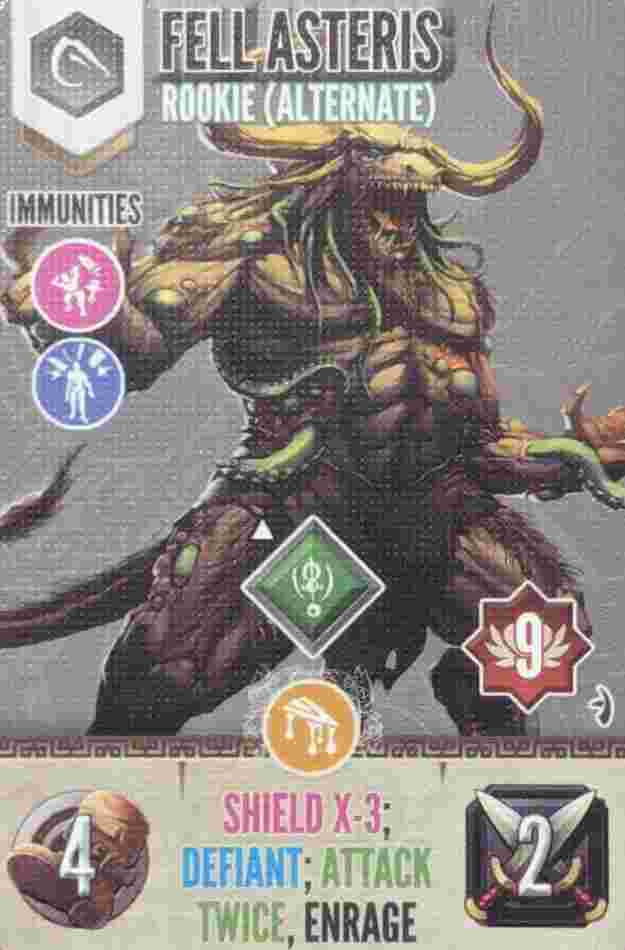 FELL ASTERIS
ROOKIE (ALTERNATE)
IMMUNITIES
9
4
SHIELD X-3;
DEFIANT; ATTACK
TWICE, ENRAGE
2